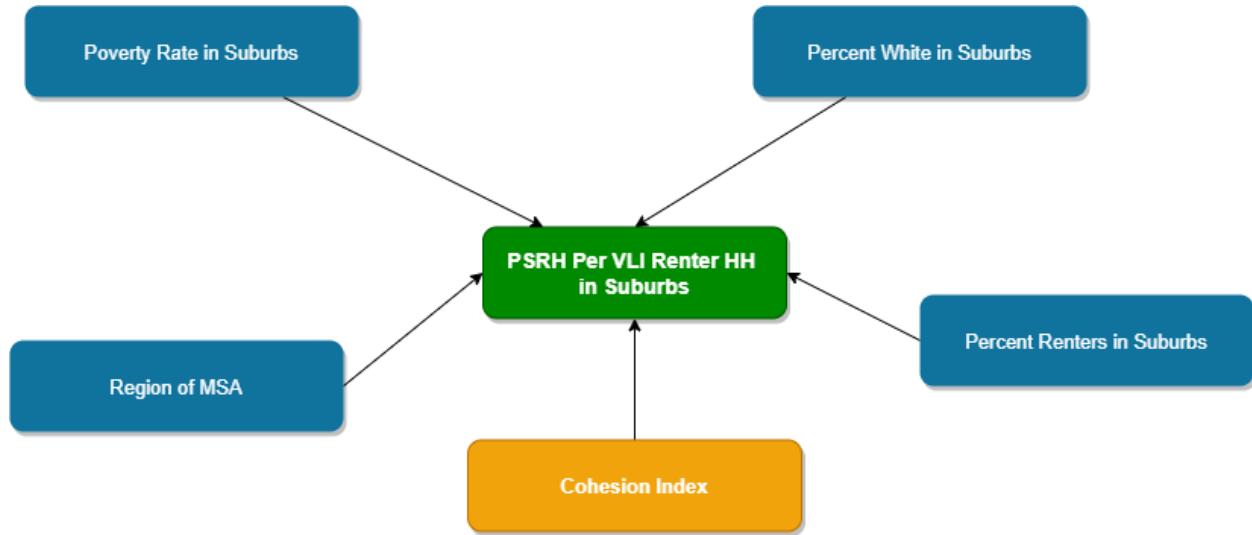 Poverty Rate in Suburbs
Percent White in Suburbs
PSRH Per VLI Renter HH
in Suburbs
Percent Renters in Suburbs
Region of MSA
Cohesion Index